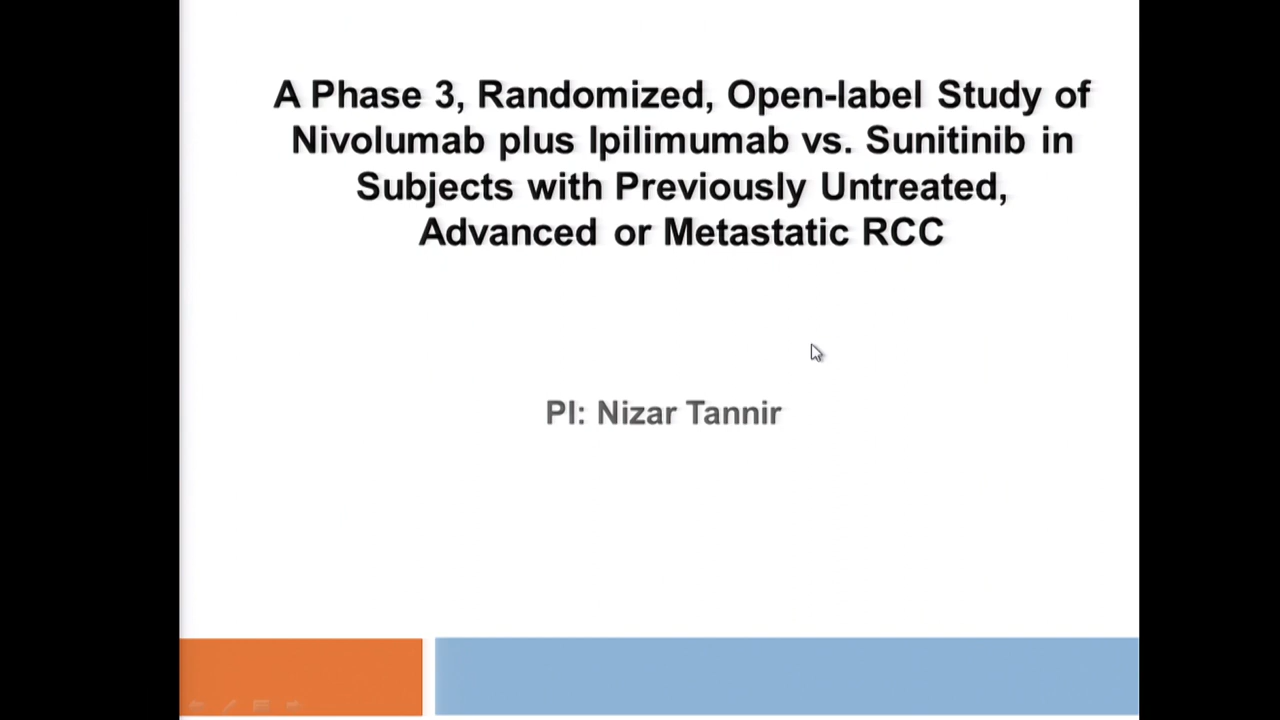 A Phase 3, Randomized, Open-label Study of
Nivolumab plus Ipilimumab vs. Sunitinib in
Subjects with Previously Untreated,
Advanced or Metastatic RCC
PI: Nizar Tannir